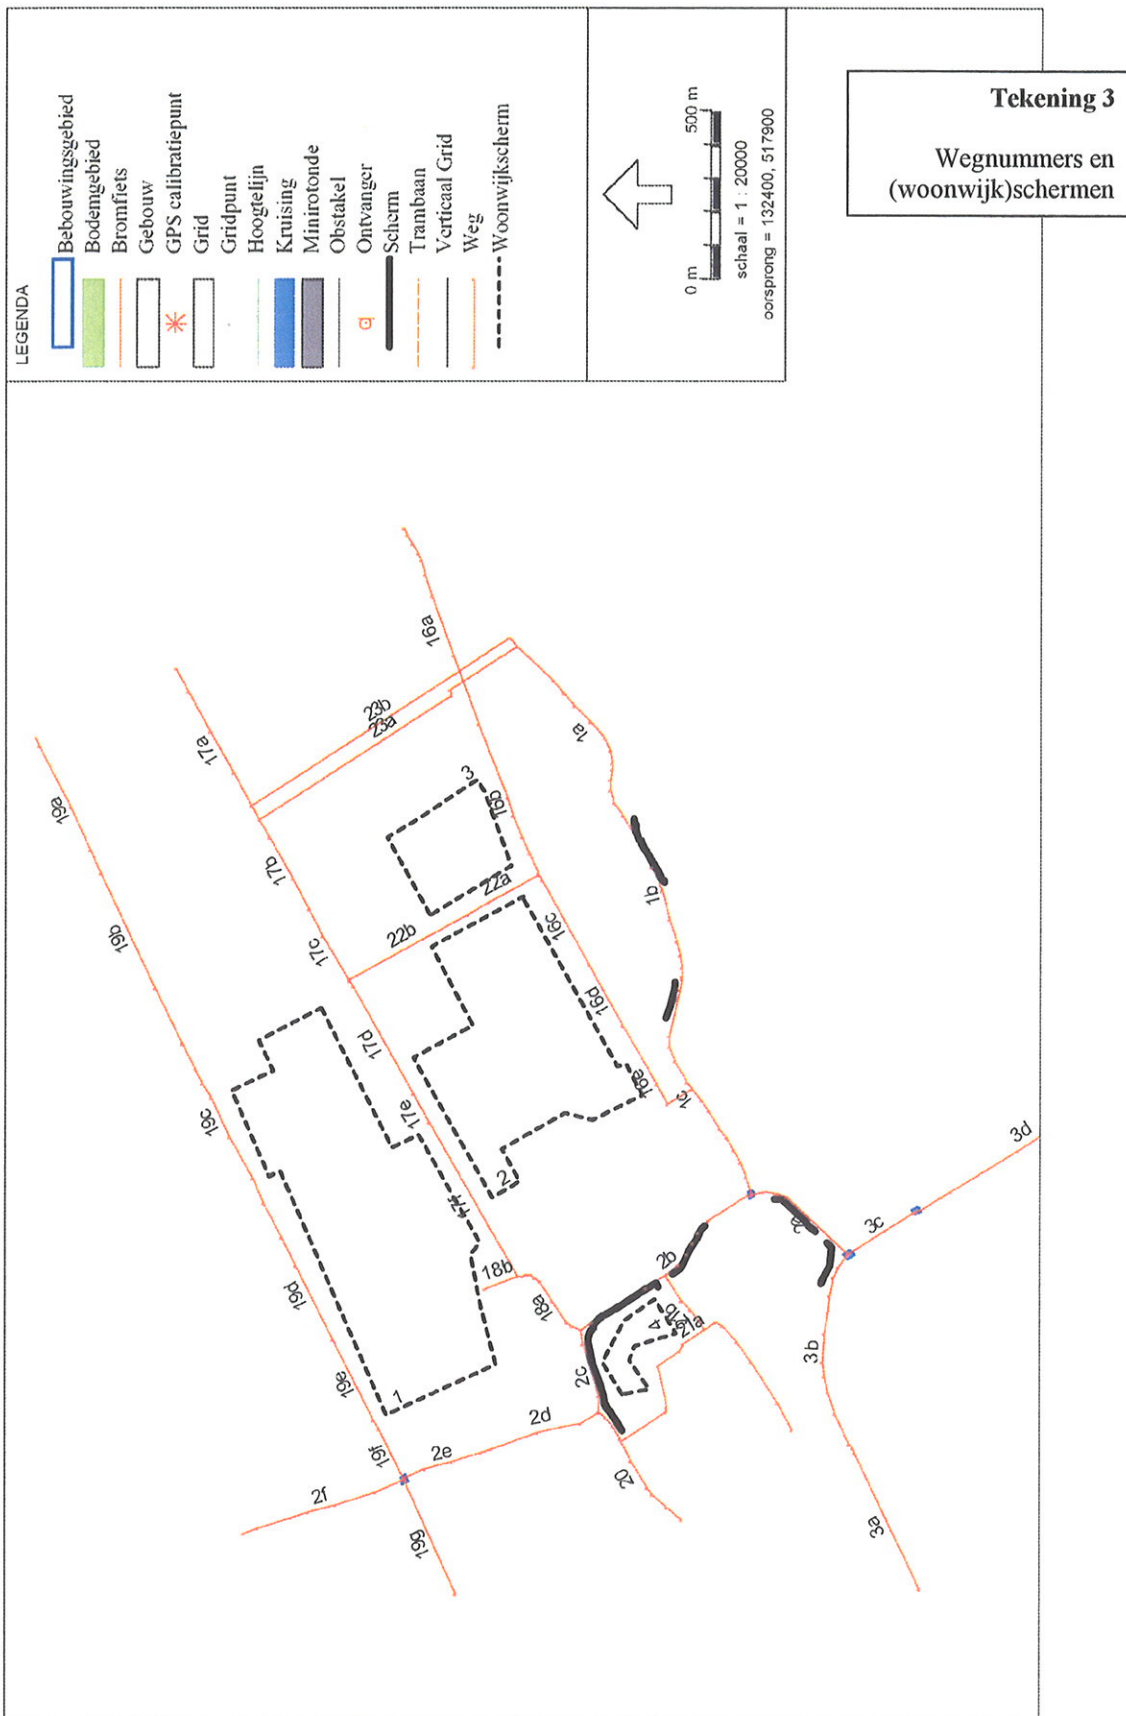 Tekening 3
Wegnummers en
(woonwijk)schermen
LEGENDA
Bebouwingsgebied
Bodemgebied
Bromfiets
Gebouw
GPS calibratiepunt
Grid
Gridpunt
Hoogtelijn
Kruising
Minirotonde
Obstakel
Ontvanger
Scherm
Trambaan
Verticaal Grid
Weg
Woonwijkscherm
0 m
500 m
schaal = 1 : 20000
oorsprong = 132400, 517900
19a
19b
19c
19d
19e
19f
19g
17a
17b
17c
17d
17e
17f
16a
16b
16c
16d
16e
23b
23a
22a
22b
18b
18a
1a
1b
1c
2b
2c
2d
2e
2f
20
21b
21a
3a
3b
3c
3d
1
2
3
4